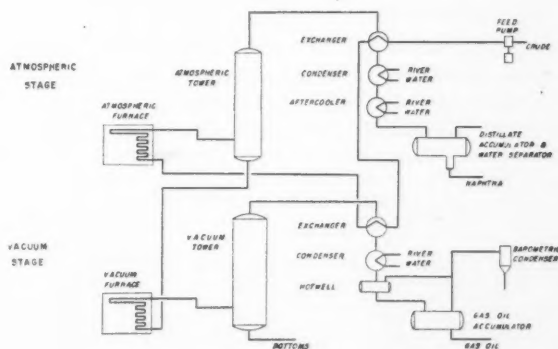 FEED
PUMP
CRUDE
EXCHANGER
ATMOSPHERIC
STAGE
ATMOSPHERIC
TOWER
CONDENSER
RIVER
WATER
ATMOSPHERIC
FURNACE
AFTERCOOLER
RIVER
WATER
DISTILLATE
ACCUMULATOR &
WATER SEPARATOR
NAPHTHA
EXCHANGER
VACUUM
STAGE
VACUUM
TOWER
CONDENSER
RIVER
WATER
BAROMETRIC
CONDENSER
VACUUM
FURNACE
HOTWELL
GAS OIL
ACCUMULATOR
BOTTOMS
GAS OIL